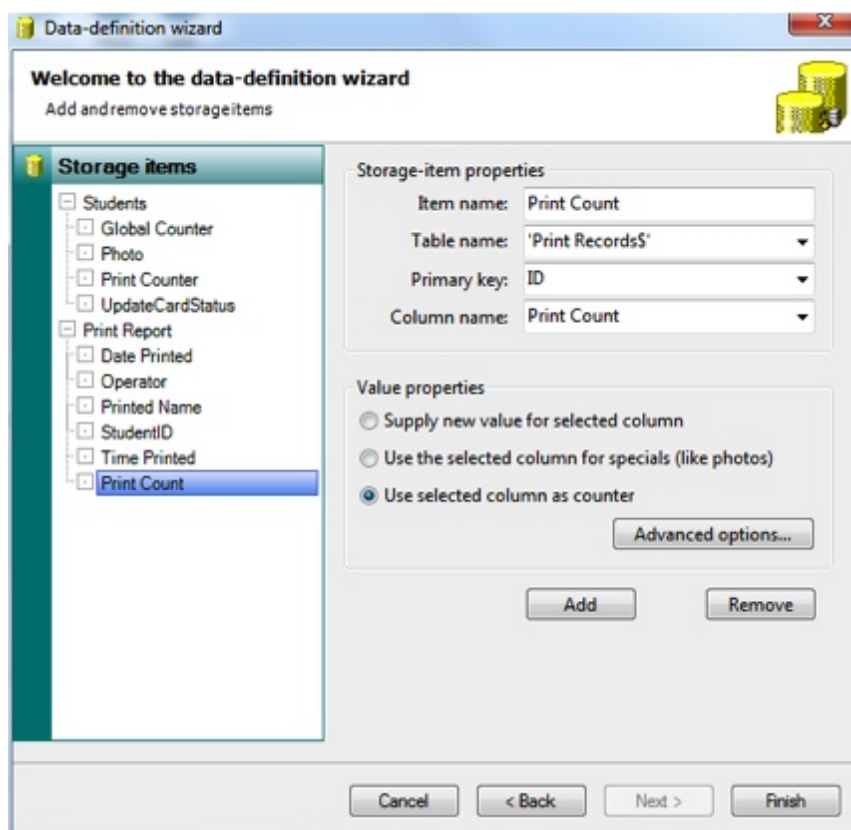 Data-definition wizard
Welcome to the data-definition wizard
Add and remove storage items
Storage items
Students
Global Counter
Photo
Print Counter
UpdateCardStatus
Print Report
Date Printed
Operator
Printed Name
StudentID
Time Printed
Print Count
Storage-item properties
Item name: Print Count
Table name: 'Print Records$'
Primary key: ID
Column name: Print Count
Value properties
Supply new value for selected column
Use the selected column for specials (like photos)
Use selected column as counter
Advanced options...
Add Remove
Cancel < Back Next > Finish